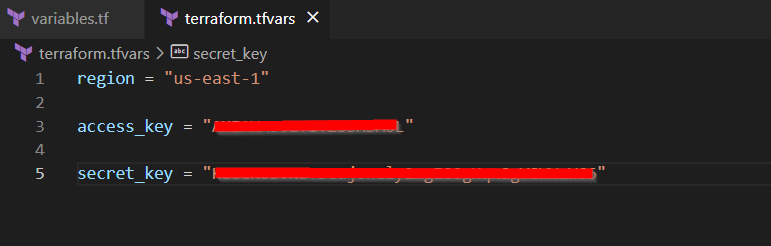 variables.tf terraform.tfvars
terraform.tfvars > secret_key
1 region = "us-east-1"
2
3 access_key = "
4
5 secret_key = "